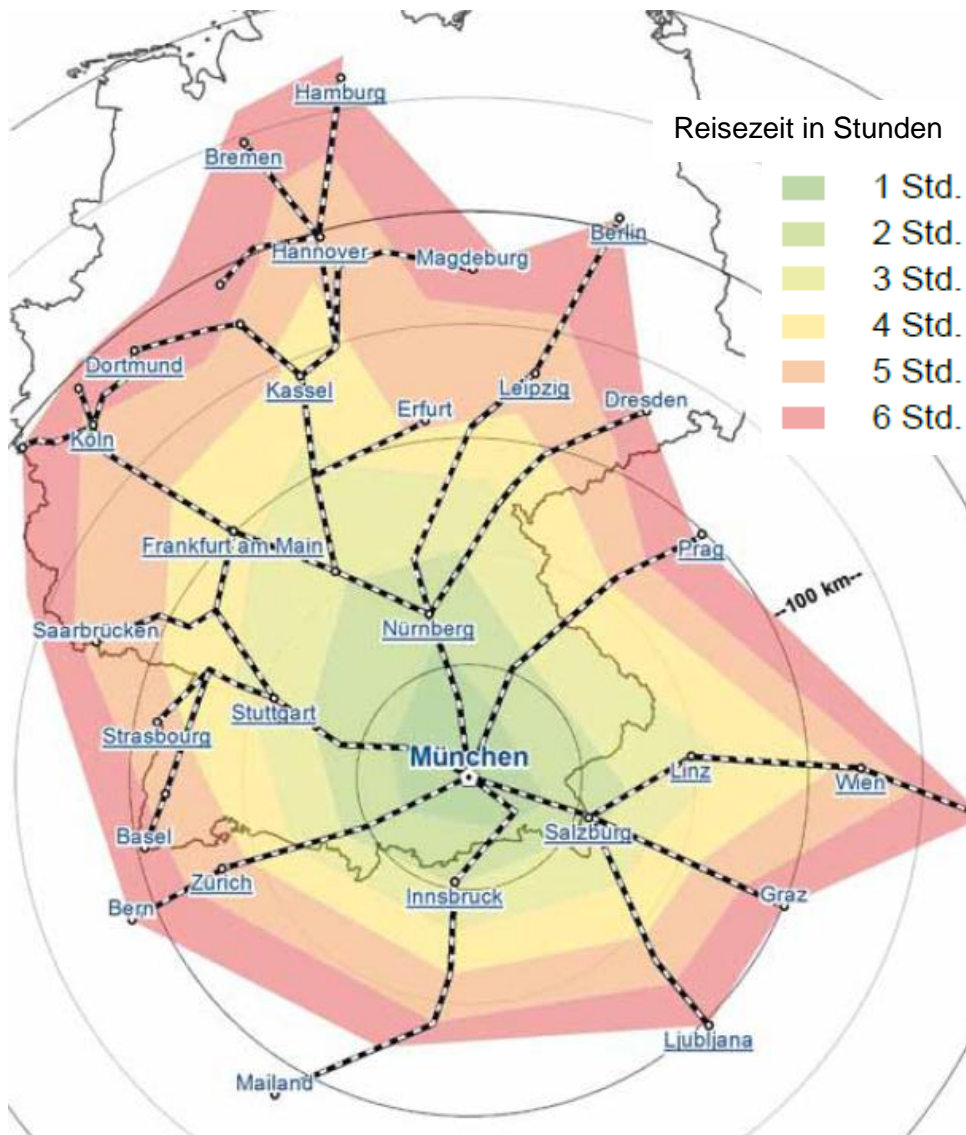 Hamburg
Reisezeit in Stunden
Bremen
1 Std.
Berlin
2 Std.
Hannover
Magdeburg
3 Std.
4 Std.
Dortmund
5 Std.
Kassel
Leipzig
Dresden
Erfurt
6 Std.
Köln
Frankfurt am Main
Prag
--100 km--
Saarbrücken
Nürnberg
Stuttgart
Strasbourg
München
Linz
Wien
Basel
Salzburg
Zürich
Innsbruck
Graz
Bern
Ljubljana
Mailand